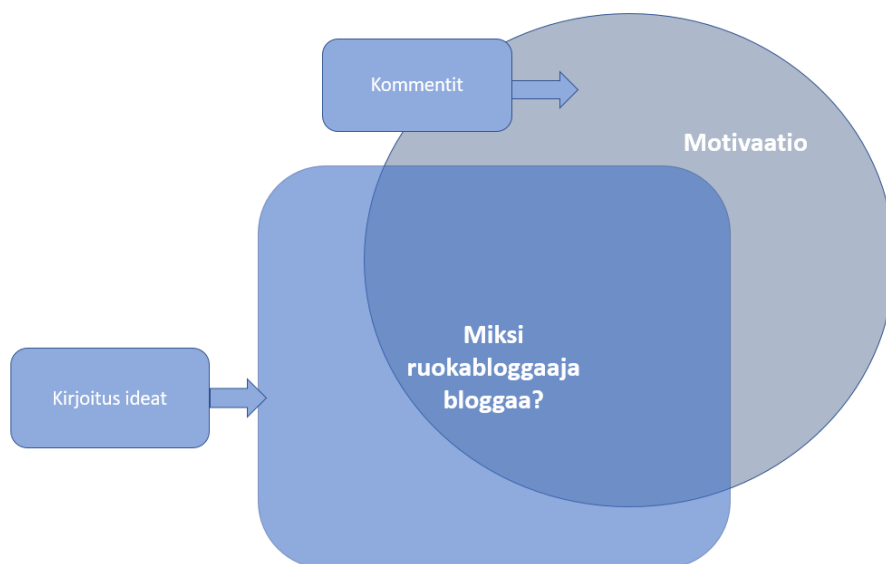 Kommentit
Motivaatio
Miksi
ruokabloggaaja
bloggaa?
Kirjoitus ideat